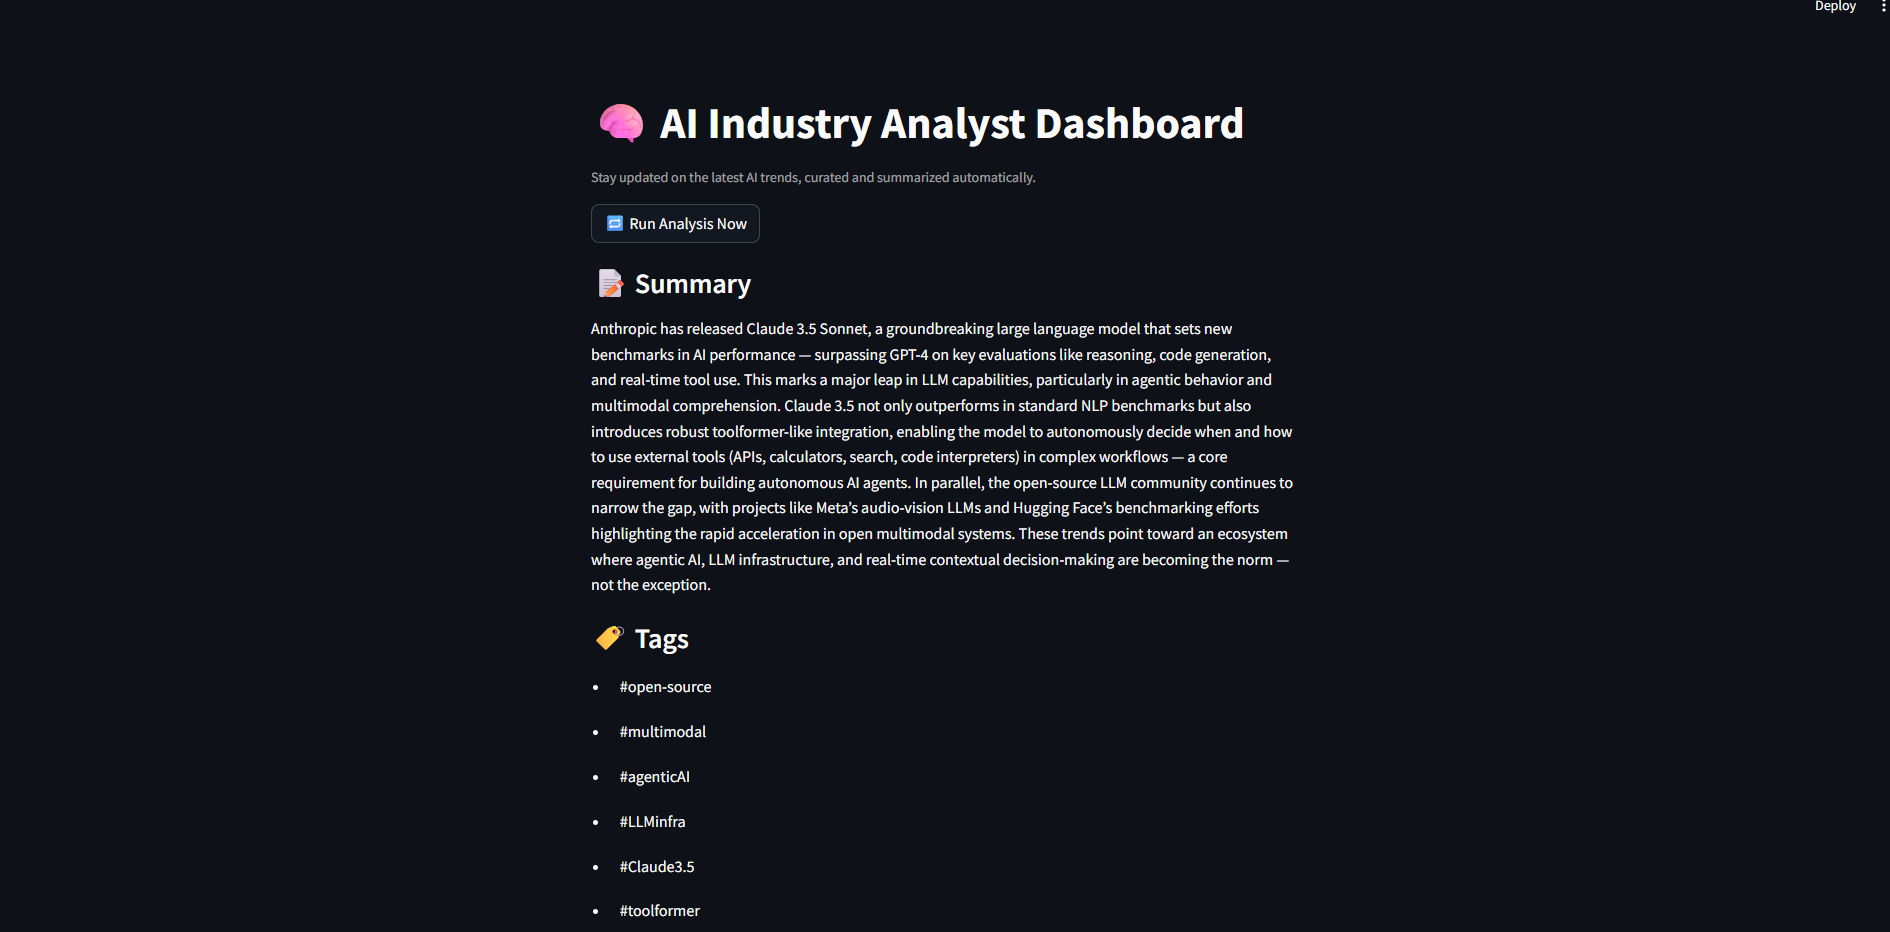 Deploy
AI Industry Analyst Dashboard
Stay updated on the latest AI trends, curated and summarized automatically.
Run Analysis Now
Summary
Anthropic has released Claude 3.5 Sonnet, a groundbreaking large language model that sets new
benchmarks in AI performance — surpassing GPT-4 on key evaluations like reasoning, code generation,
and real-time tool use. This marks a major leap in LLM capabilities, particularly in agentic behavior and
multimodal comprehension. Claude 3.5 not only outperforms in standard NLP benchmarks but also
introduces robust toolformer-like integration, enabling the model to autonomously decide when and how
to use external tools (APIs, calculators, search, code interpreters) in complex workflows — a core
requirement for building autonomous AI agents. In parallel, the open-source LLM community continues to
narrow the gap, with projects like Meta’s audio-vision LLMs and Hugging Face’s benchmarking efforts
highlighting the rapid acceleration in open multimodal systems. These trends point toward an ecosystem
where agentic AI, LLM infrastructure, and real-time contextual decision-making are becoming the norm —
not the exception.
Tags
• #open-source
• #multimodal
• #agenticAI
• #LLMinfra
• #Claude3.5
• #toolformer